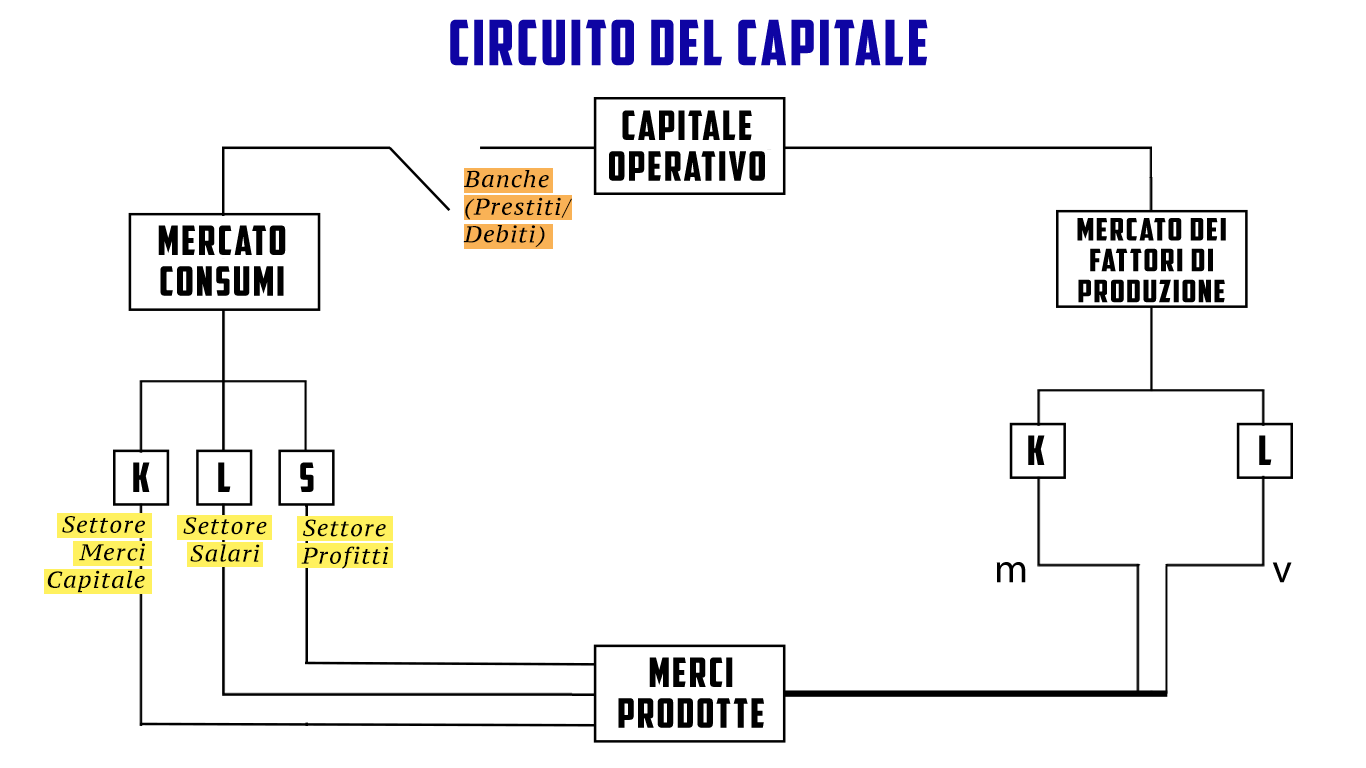 CIRCUITO DEL CAPITALE
CAPITALE
OPERATIVO
Banche
(Prestiti/
Debiti)
MERCATO
CONSUMI
MERCATO DEI
FATTORI DI
PRODUZIONE
K
L
S
K
L
Settore
Merci
Capitale
Settore
Salari
Settore
Profitti
m
v
MERCI
PRODOTTE